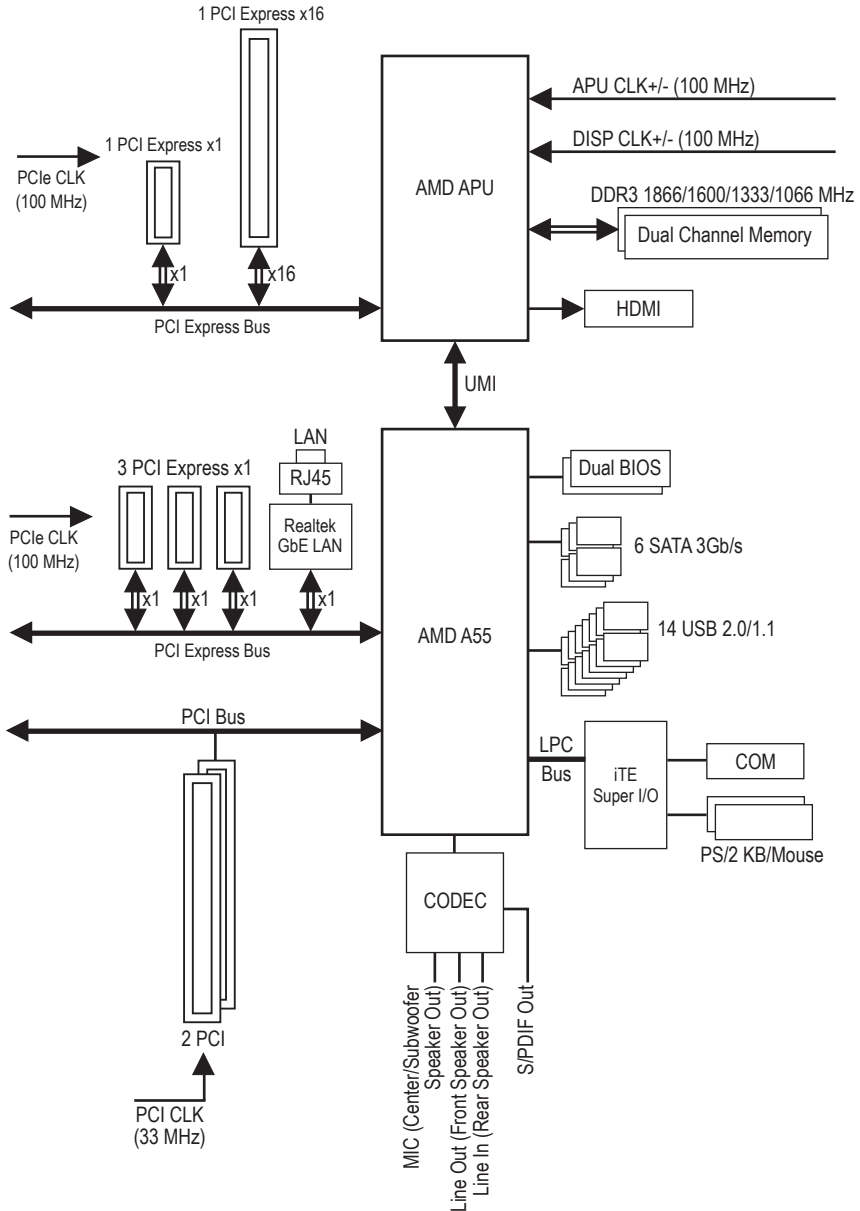 1 PCI Express x16
APU CLK+/- (100 MHz)
1 PCI Express x1
DISP CLK+/- (100 MHz)
PCIe CLK
(100 MHz)
AMD APU
DDR3 1866/1600/1333/1066 MHz
Dual Channel Memory
x1
x16
HDMI
PCI Express Bus
UMI
LAN
RJ45
3 PCI Express x1
Dual BIOS
PCIe CLK
(100 MHz)
Realtek
GbE LAN
6 SATA 3Gb/s
x1
x1
x1
x1
AMD A55
14 USB 2.0/1.1
PCI Express Bus
PCI Bus
LPC
Bus
iTE
Super I/O
COM
PS/2 KB/Mouse
CODEC
2 PCI
PCI CLK
(33 MHz)
MIC (Center/Subwoofer
Speaker Out)
Line Out (Front Speaker Out)
Line In (Rear Speaker Out)
S/PDIF Out